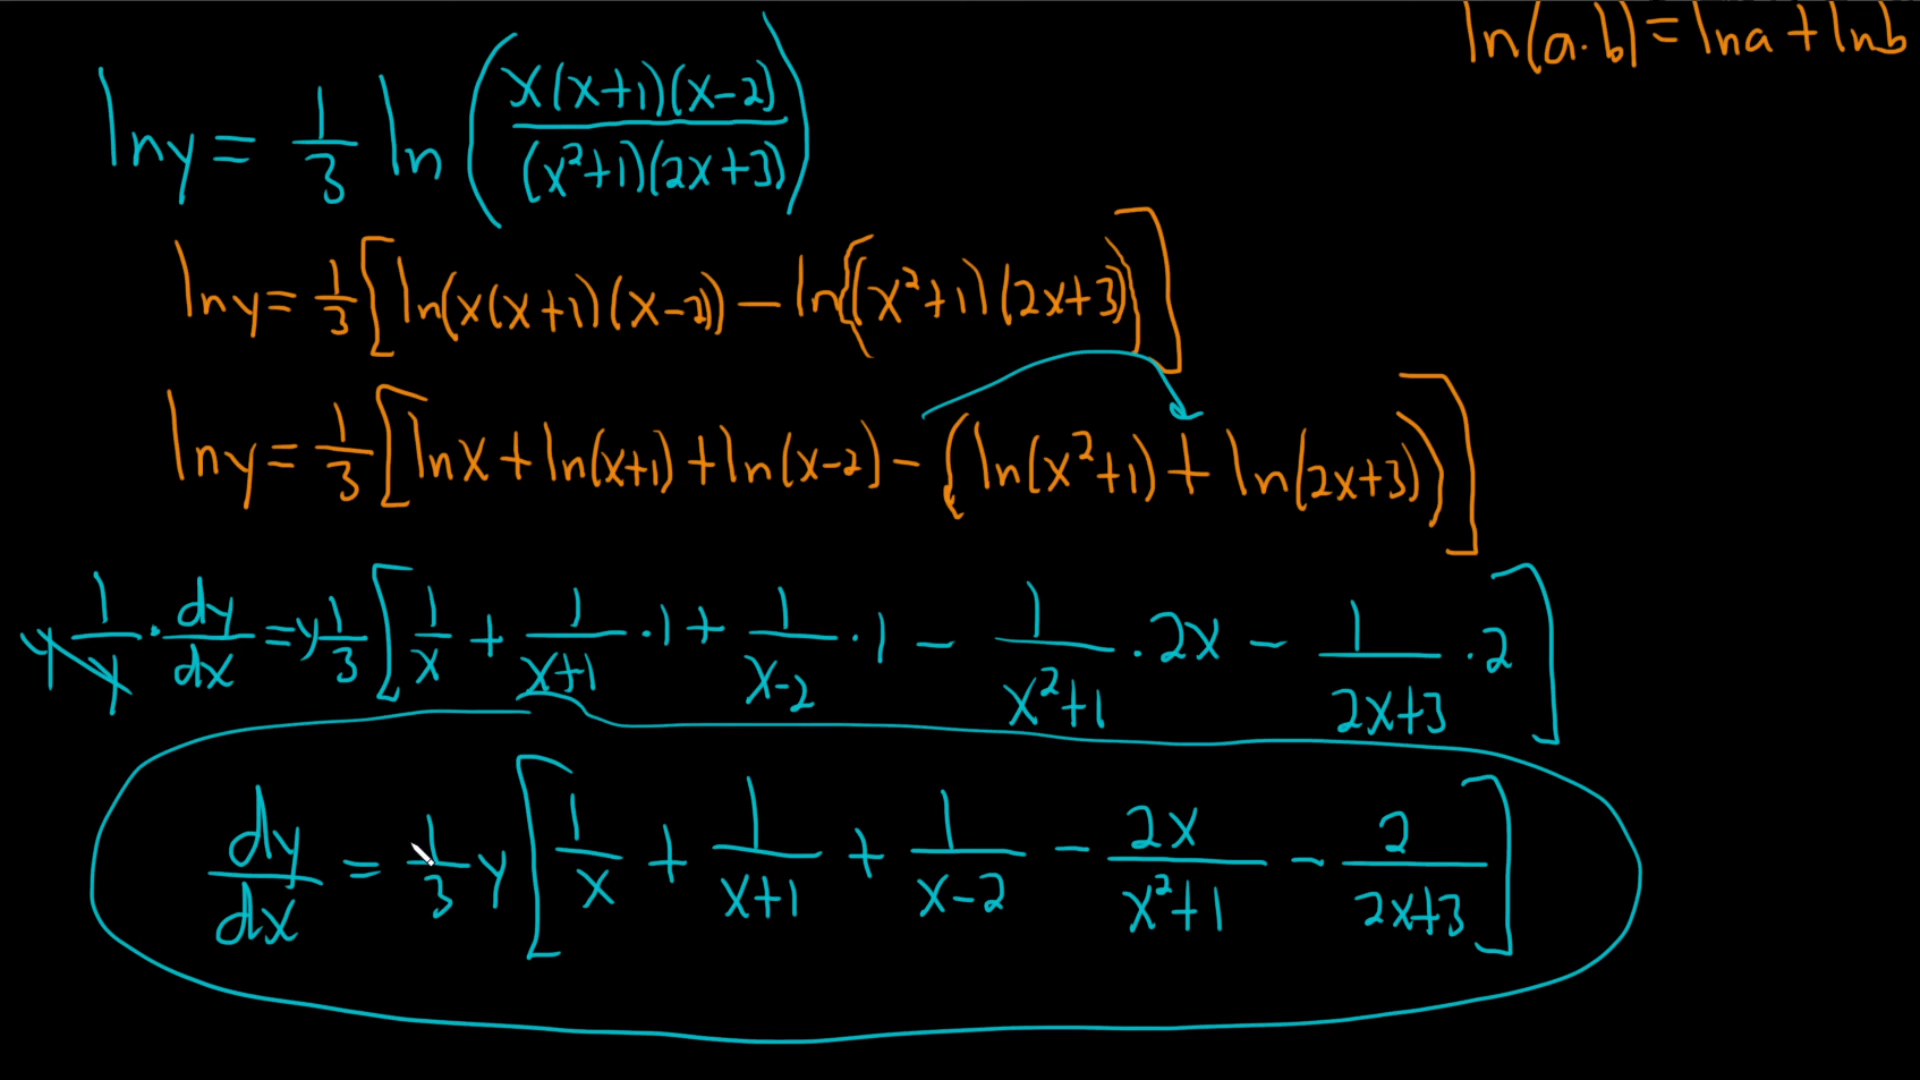 ln(a·b) = lna + lnb
lny = 1/3 ln(x(x+1)(x-2)/(x²+1)(2x+3))
lny = 1/3[ln(x(x+1)(x-2)) - ln((x²+1)(2x+3))]
lny = 1/3[lnx + ln(x+1) + ln(x-2) - (ln(x²+1) + ln(2x+3))]
y 1/y · dy/dx = y 1/3[1/x + 1/(x+1) · 1 + 1/(x-2) · 1 - 1/(x²+1) · 2x - 1/(2x+3) · 2]
dy/dx = 1/3 y[1/x + 1/(x+1) + 1/(x-2) - 2x/(x²+1) - 2/(2x+3)]